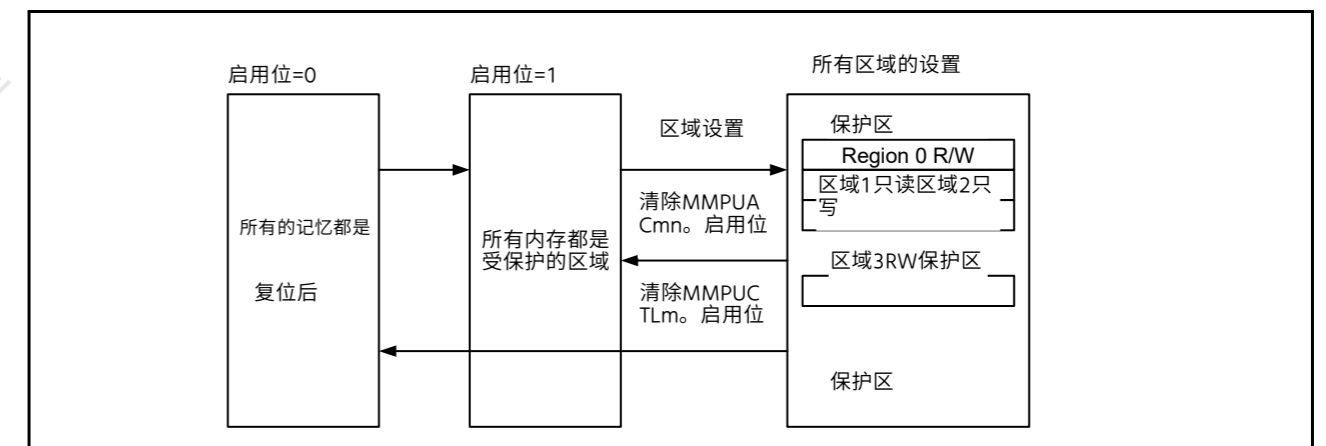 启用位=0
启用位=1
所有区域的设置
所有的记忆都是
复位后
所有内存都是
受保护的区域
区域设置
清除MMPUA
Cmn。启用位
清除MMPUC
TLm。启用位
保护区
Region 0 R/W
区域1只读区域2只
写
区域3RW保护区
保护区